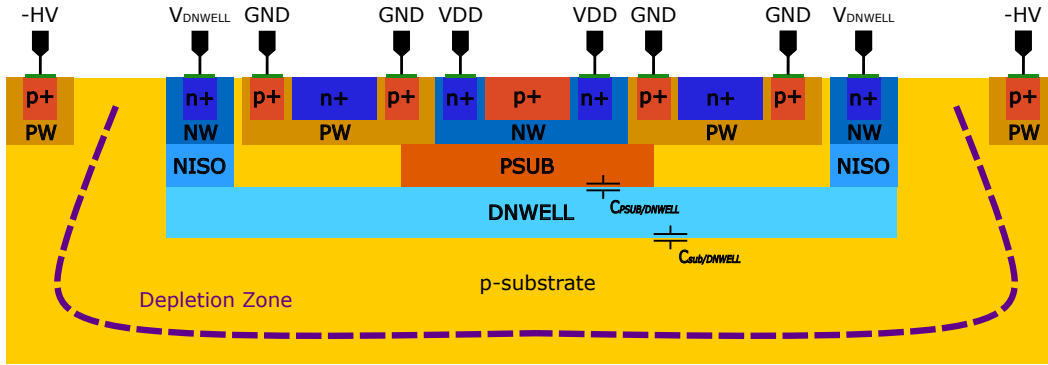 -HV VDNWELL GND GND VDD VDD GND GND VDNWELL -HV
p+ n+ p+ n+ p+ n+ p+ n+ p+ n+ p+ n+ p+
PW NW PW NW PW NW PW
NISO PSUB NISO
DNWELL CPSUB/DNWELL
Csub/DNWELL
p-substrate
Depletion Zone